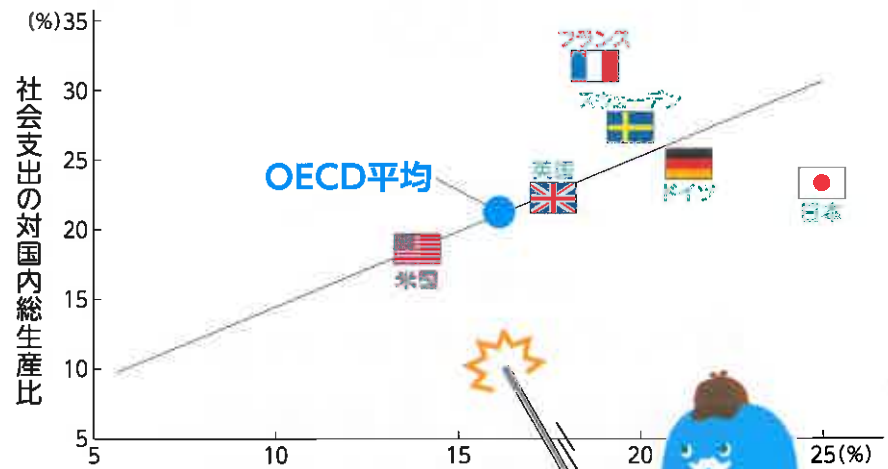 (%)
35
30
25
20
15
10
5
社会支出の対国内総生産比
フランス
スウェーデン
英国
OECD平均
ドイツ
日本
米国
5
10
15
20
25(%)